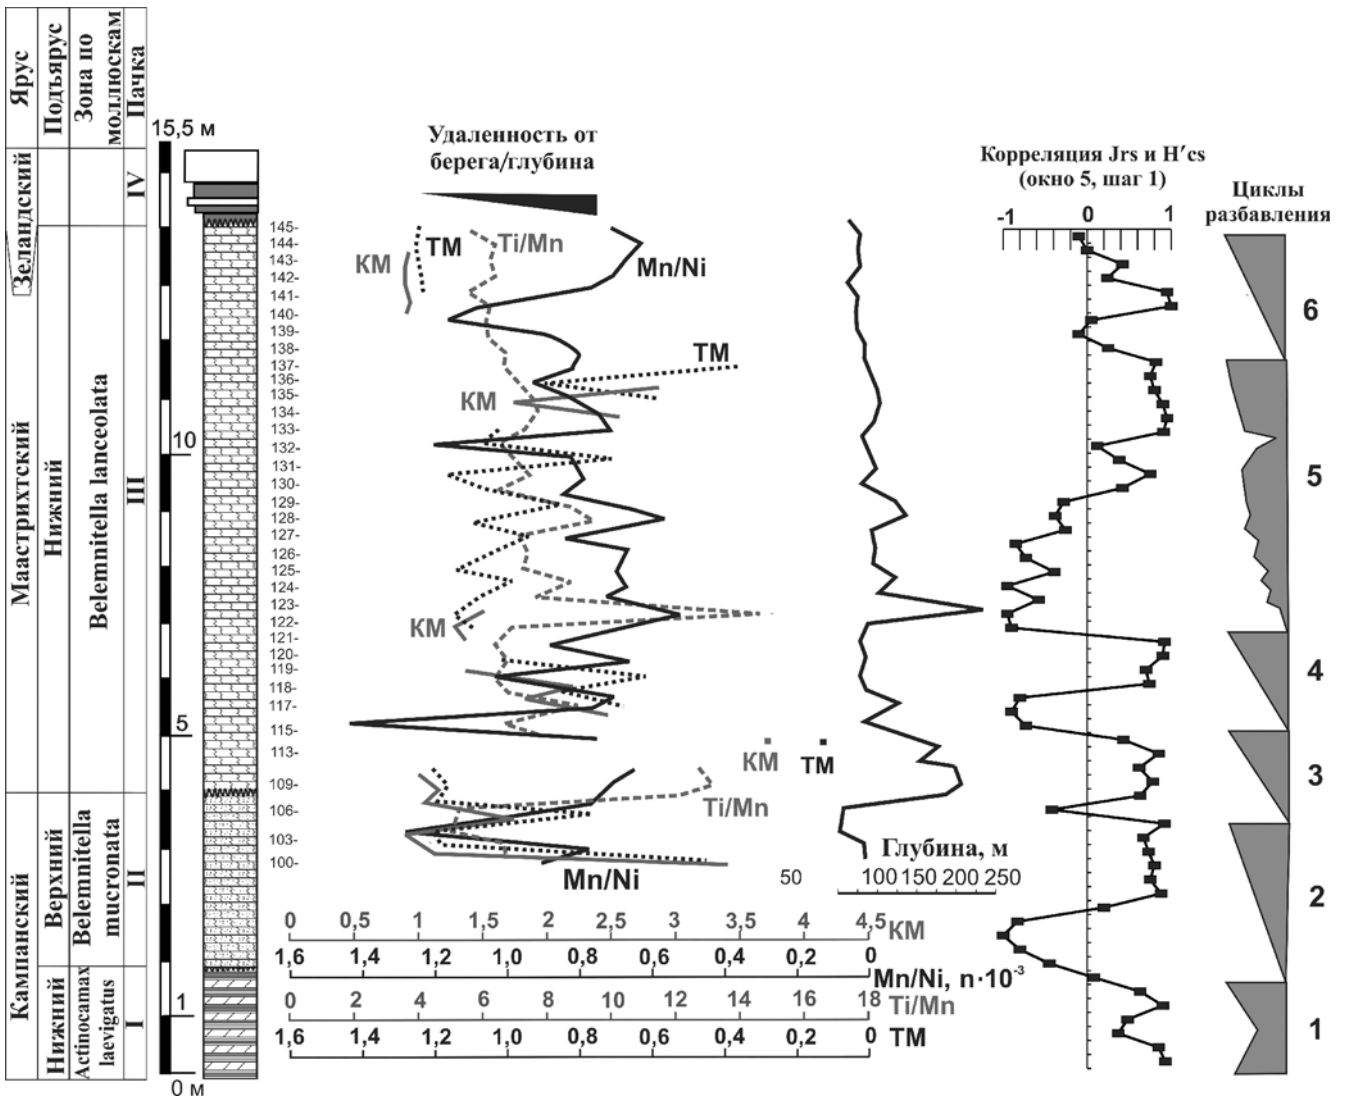 Ярус
Подъярус
Зона по
моллюскам
Пачка
15,5 м
10
5
1
0 м
Зеландский
Маастрихтский
Кампанский
Нижний
Верхний
Нижний
Belemnitella lanceolata
Belemnitella
mucronata
Actinocamax
laevigatus
IV
III
II
I
145-
144-
143-
142-
141-
140-
139-
138-
137-
136-
135-
134-
133-
132-
131-
130-
129-
128-
127-
126-
125-
124-
123-
122-
121-
120-
119-
118-
117-
115-
113-
109-
106-
103-
100-
Удаленность от
берега/глубина
КМ
ТМ
Ti/Mn
Mn/Ni
ТМ
КМ
КМ
КМ
ТМ
Ti/Mn
Mn/Ni
Глубина, м
50
100 150 200 250
0 0,5 1 1,5 2 2,5 3 3,5 4 4,5 КМ
1,6 1,4 1,2 1,0 0,8 0,6 0,4 0,2 0
Mn/Ni, n·10⁻³
0 2 4 6 8 10 12 14 16 18 Ti/Mn
1,6 1,4 1,2 1,0 0,8 0,6 0,4 0,2 0 ТМ
Корреляция Jrs и H′cs
(окно 5, шаг 1)
-1 0 1
Циклы
разбавления
6
5
4
3
2
1